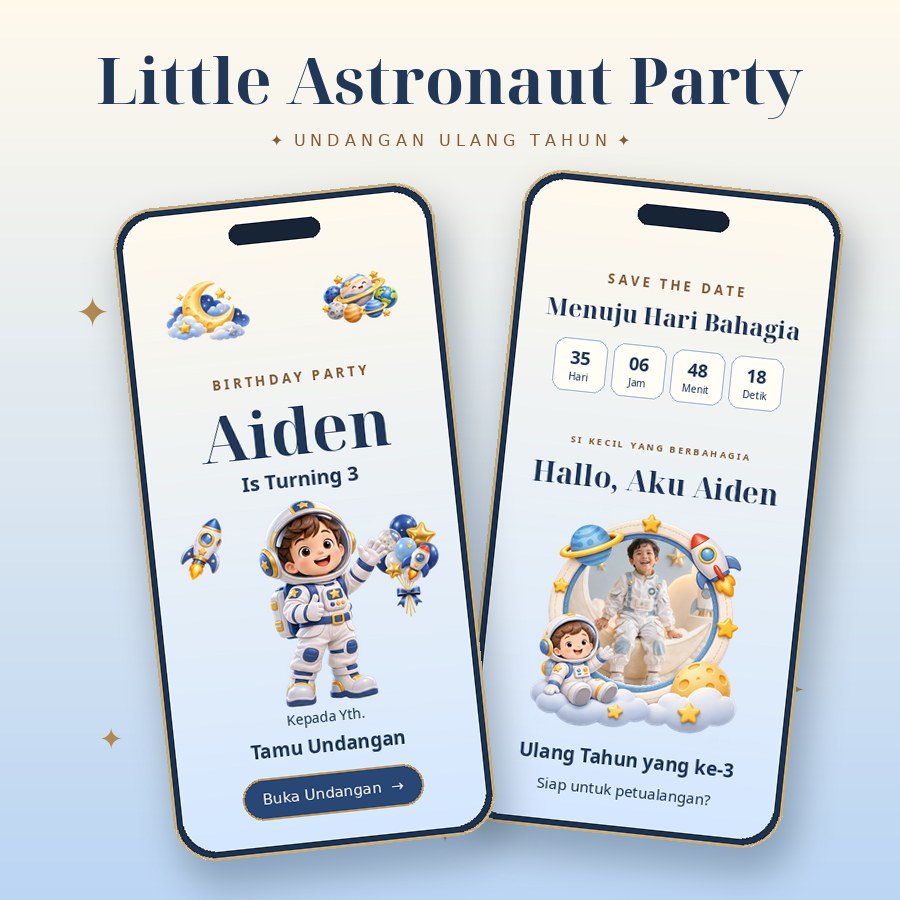 Little Astronaut Party
✦ UNDANGAN ULANG TAHUN ✦
BIRTHDAY PARTY
Aiden
Is Turning 3
Kepada Yth.
Tamu Undangan
Buka Undangan →
SAVE THE DATE
Menuju Hari Bahagia
35 06 48 18
Hari Jam Menit Detik
SI KECIL YANG BERBAHAGIA
Hallo, Aku Aiden
Ulang Tahun yang ke-3
Siap untuk petualangan?